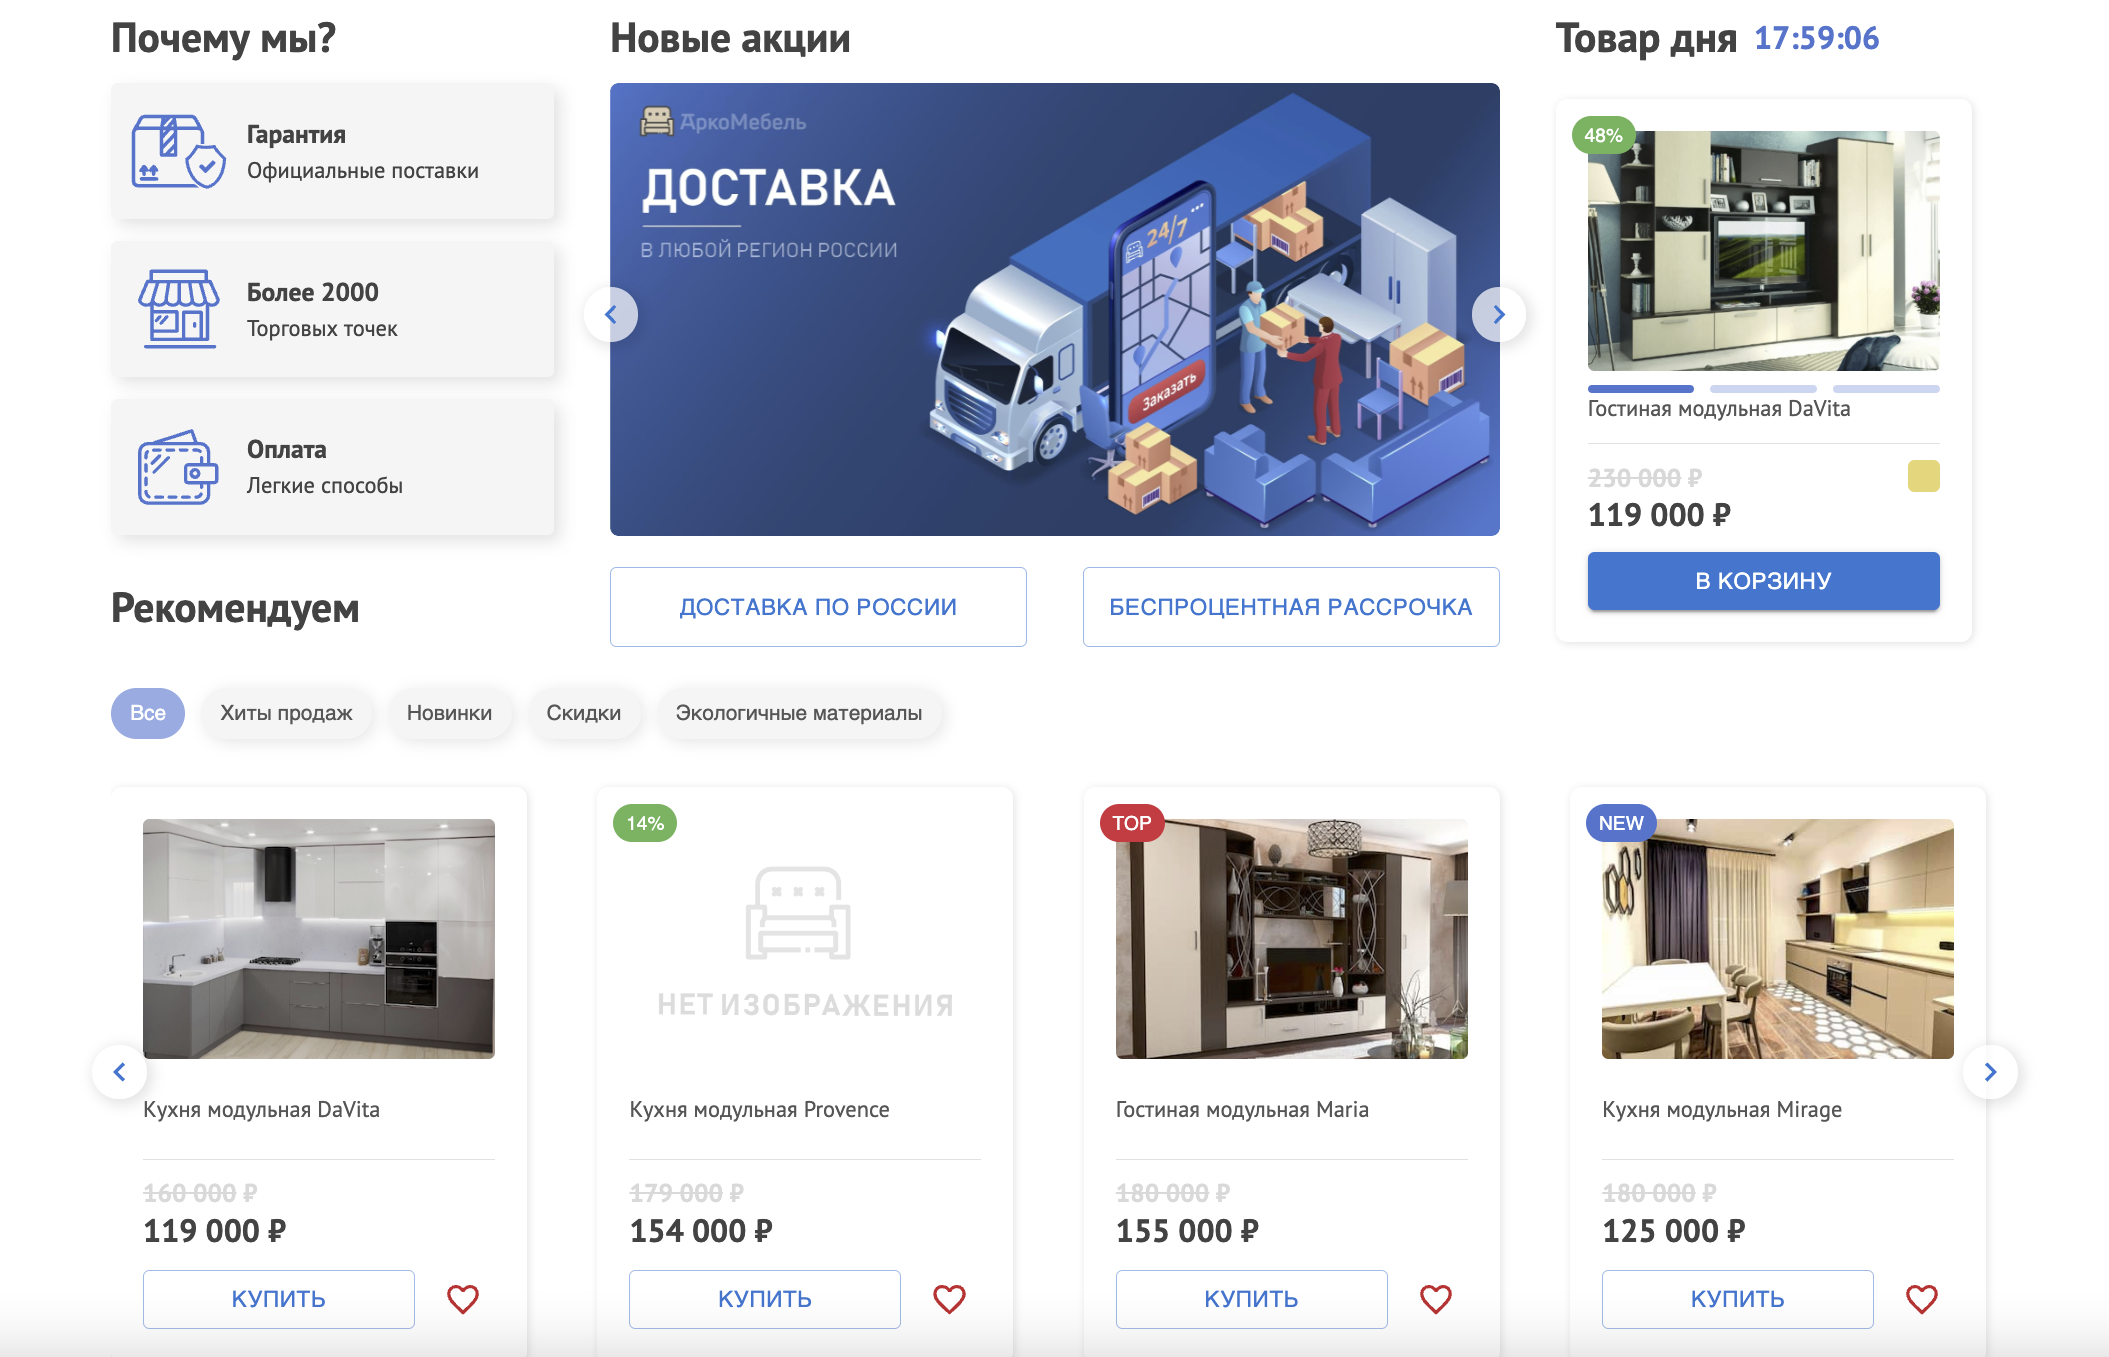 Почему мы?
Гарантия
Официальные поставки
Более 2000
Торговых точек
Оплата
Легкие способы
Новые акции
АркоМебель
ДОСТАВКА
В ЛЮБОЙ РЕГИОН РОССИИ
24/7
Заказать
ДОСТАВКА ПО РОССИИ
БЕСПРОЦЕНТНАЯ РАССРОЧКА
Товар дня 17:59:06
48%
Гостиная модульная DaVita
230 000 ₽
119 000 ₽
В КОРЗИНУ
Рекомендуем
Все
Хиты продаж
Новинки
Скидки
Экологичные материалы
Кухня модульная DaVita
160 000 ₽
119 000 ₽
КУПИТЬ
14%
НЕТ ИЗОБРАЖЕНИЯ
Кухня модульная Provence
179 000 ₽
154 000 ₽
КУПИТЬ
TOP
Гостиная модульная Maria
180 000 ₽
155 000 ₽
КУПИТЬ
NEW
Кухня модульная Mirage
180 000 ₽
125 000 ₽
КУПИТЬ